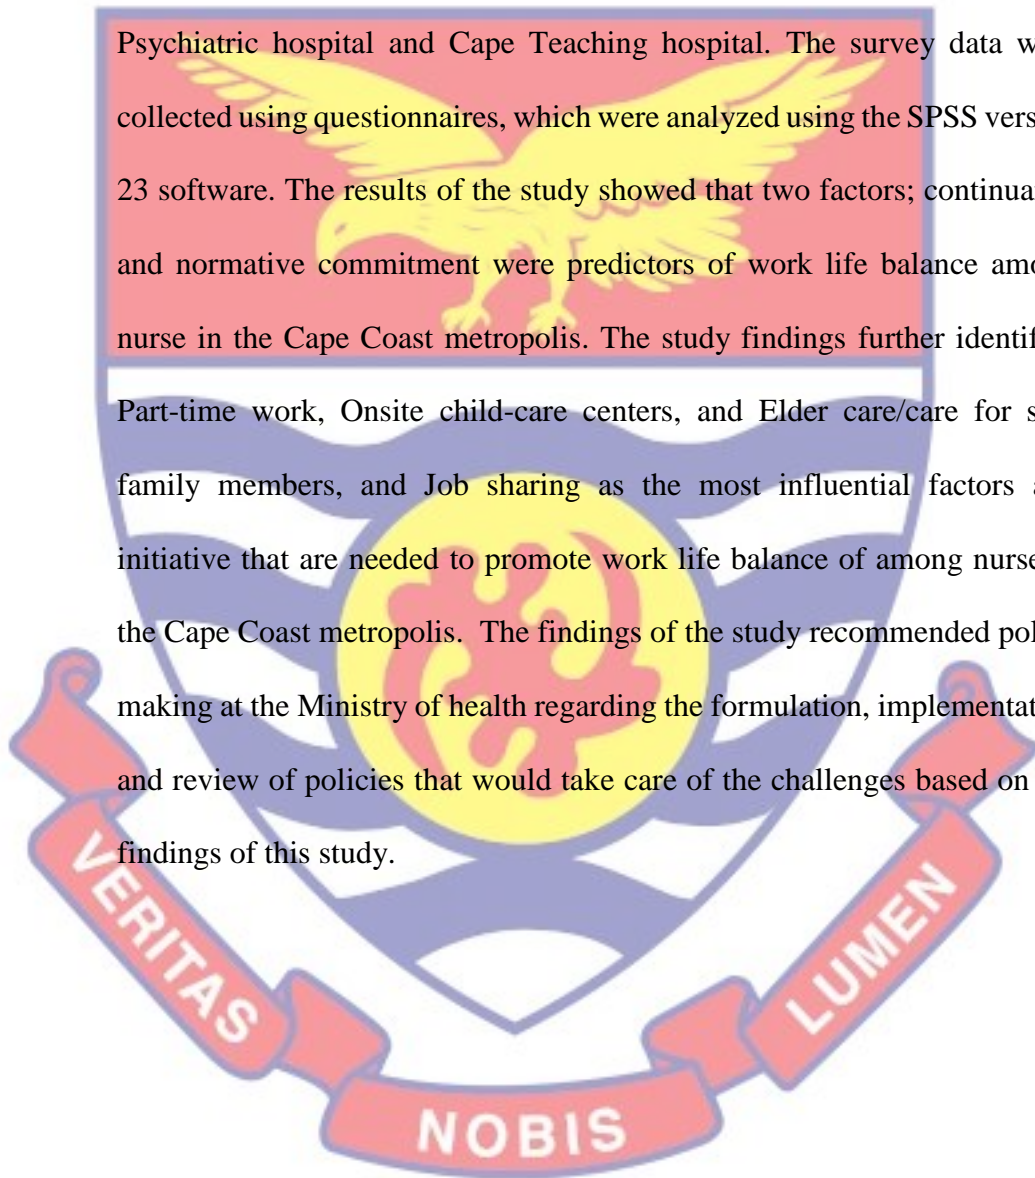 Psychiatric hospital and Cape Teaching hospital. The survey data w
collected using questionnaires, which were analyzed using the SPSS vers
23 software. The results of the study showed that two factors; continua
and normative commitment were predictors of work life balance amo
nurse in the Cape Coast metropolis. The study findings further identif
Part-time work, Onsite child-care centers, and Elder care/care for s
family members, and Job sharing as the most influential factors a
initiative that are needed to promote work life balance of among nurse
the Cape Coast metropolis. The findings of the study recommended pol
making at the Ministry of health regarding the formulation, implementat
and review of policies that would take care of the challenges based on
findings of this study.
VERITAS
NOBIS
LUMEN